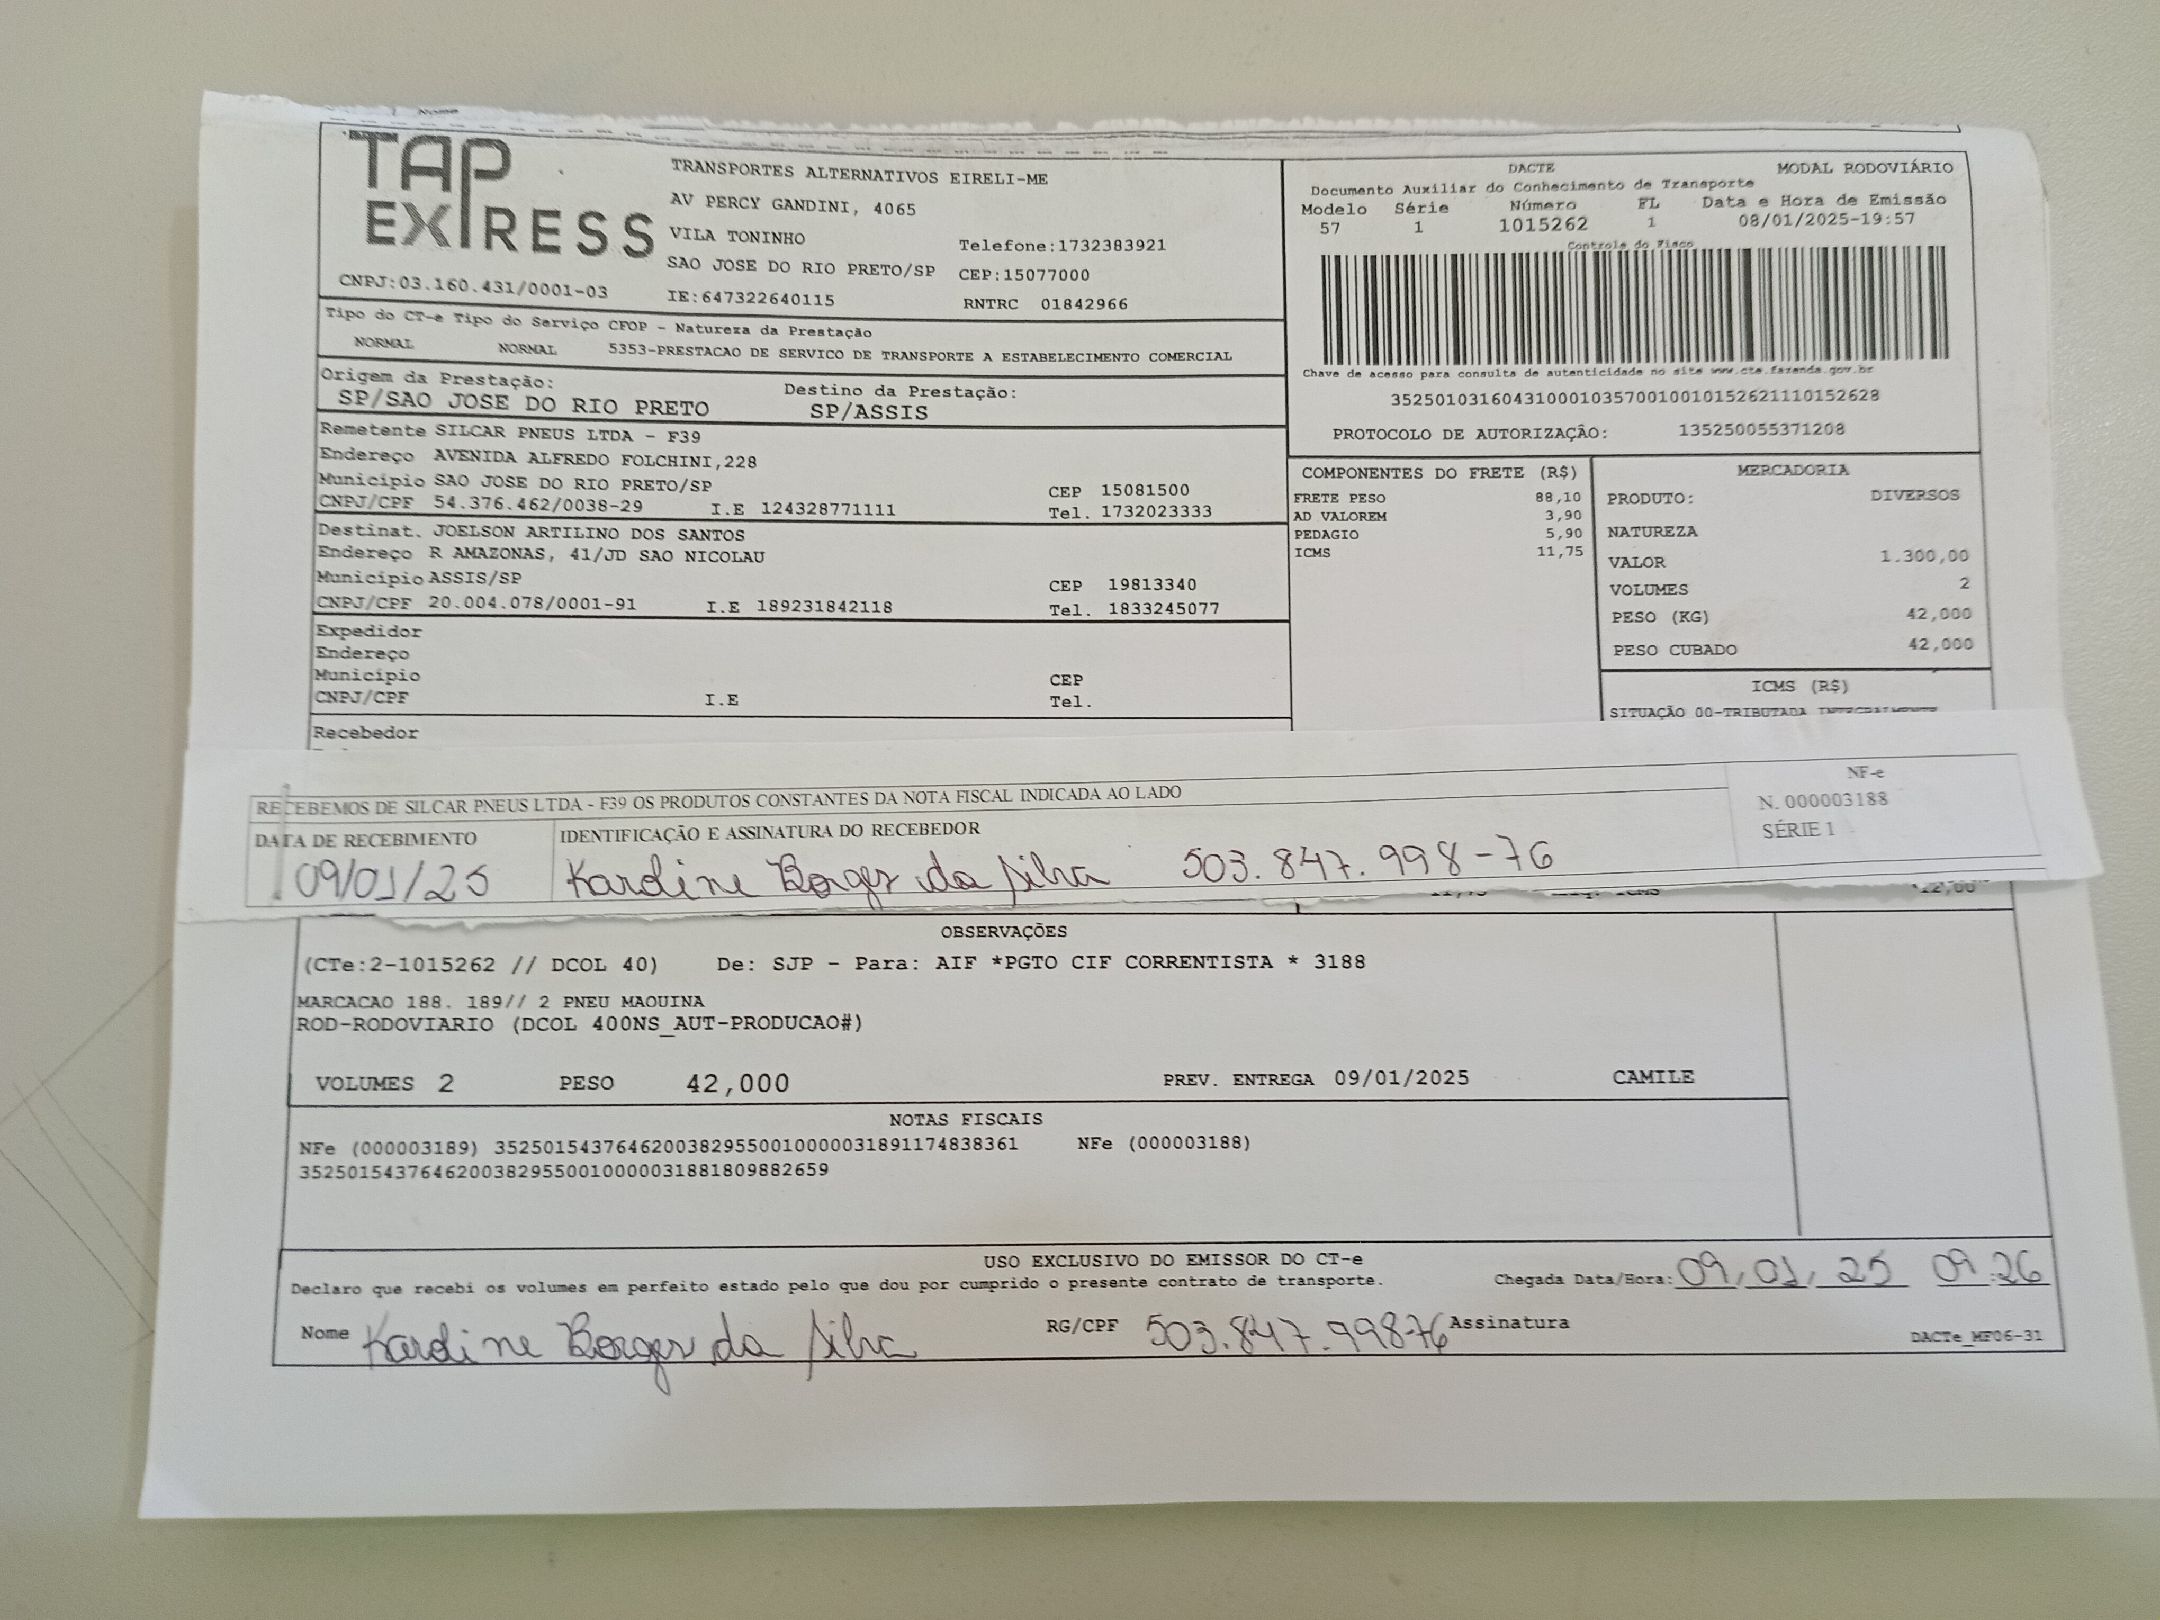 Nome
TAP EXPRESS
TRANSPORTES ALTERNATIVOS EIRELI-ME
AV PERCY GANDINI, 4065
VILA TONINHO
Telefone:1732383921
SAO JOSE DO RIO PRETO/SP CEP:15077000
CNPJ:03.160.431/0001-03 IE:647322640115 RNTRC 01842966
DACTE MODAL RODOVIÁRIO
Documento Auxiliar do Conhecimento de Transporte
Modelo Série Número FL Data e Hora de Emissão
57 1 1015262 1 08/01/2025-19:57
Controle do Fisco
Chave de acesso para consulta de autenticidade no site www.cte.fazenda.gov.br
35250103160431000103570010010152621110152628
PROTOCOLO DE AUTORIZAÇÃO: 135250055371208
Tipo do CT-e Tipo do Serviço CFOP - Natureza da Prestação
NORMAL NORMAL 5353-PRESTACAO DE SERVICO DE TRANSPORTE A ESTABELECIMENTO COMERCIAL
Origem da Prestação: Destino da Prestação:
SP/SAO JOSE DO RIO PRETO SP/ASSIS
Remetente SILCAR PNEUS LTDA - F39
Endereço AVENIDA ALFREDO FOLCHINI,228
Município SAO JOSE DO RIO PRETO/SP CEP 15081500
CNPJ/CPF 54.376.462/0038-29 I.E 124328771111 Tel. 1732023333
Destinat. JOELSON ARTILINO DOS SANTOS
Endereço R AMAZONAS, 41/JD SAO NICOLAU
Município ASSIS/SP CEP 19813340
CNPJ/CPF 20.004.078/0001-91 I.E 189231842118 Tel. 1833245077
Expedidor
Endereço
Município CEP
CNPJ/CPF I.E Tel.
Recebedor
COMPONENTES DO FRETE (R$)
FRETE PESO 88,10
AD VALOREM 3,90
PEDAGIO 5,90
ICMS 11,75
MERCADORIA
PRODUTO: DIVERSOS
NATUREZA
VALOR 1.300,00
VOLUMES 2
PESO (KG) 42,000
PESO CUBADO 42,000
ICMS (R$)
SITUAÇÃO 00-TRIBUTADA INTEGRALMENTE
RECEBEMOS DE SILCAR PNEUS LTDA - F39 OS PRODUTOS CONSTANTES DA NOTA FISCAL INDICADA AO LADO
NF-e
N. 000003188
SÉRIE 1
DATA DE RECEBIMENTO IDENTIFICAÇÃO E ASSINATURA DO RECEBEDOR
09/01/25 Karoline Borges da Silva 503.847.998-76
OBSERVAÇÕES
(CTe:2-1015262 // DCOL 40) De: SJP - Para: AIF *PGTO CIF CORRENTISTA * 3188
MARCACAO 188. 189// 2 PNEU MAQUINA
ROD-RODOVIARIO (DCOL 400NS_AUT-PRODUCAO#)
VOLUMES 2 PESO 42,000 PREV. ENTREGA 09/01/2025 CAMILE
NOTAS FISCAIS
NFe (000003189) 35250154376462003829550010000031891174838361 NFe (000003188)
35250154376462003829550010000031881809882659
USO EXCLUSIVO DO EMISSOR DO CT-e
Declaro que recebi os volumes em perfeito estado pelo que dou por cumprido o presente contrato de transporte. Chegada Data/Hora: 09/01/25 09:26
Nome Karoline Borges da Silva RG/CPF 503.847.998-76 Assinatura
DACTe_MF06-31